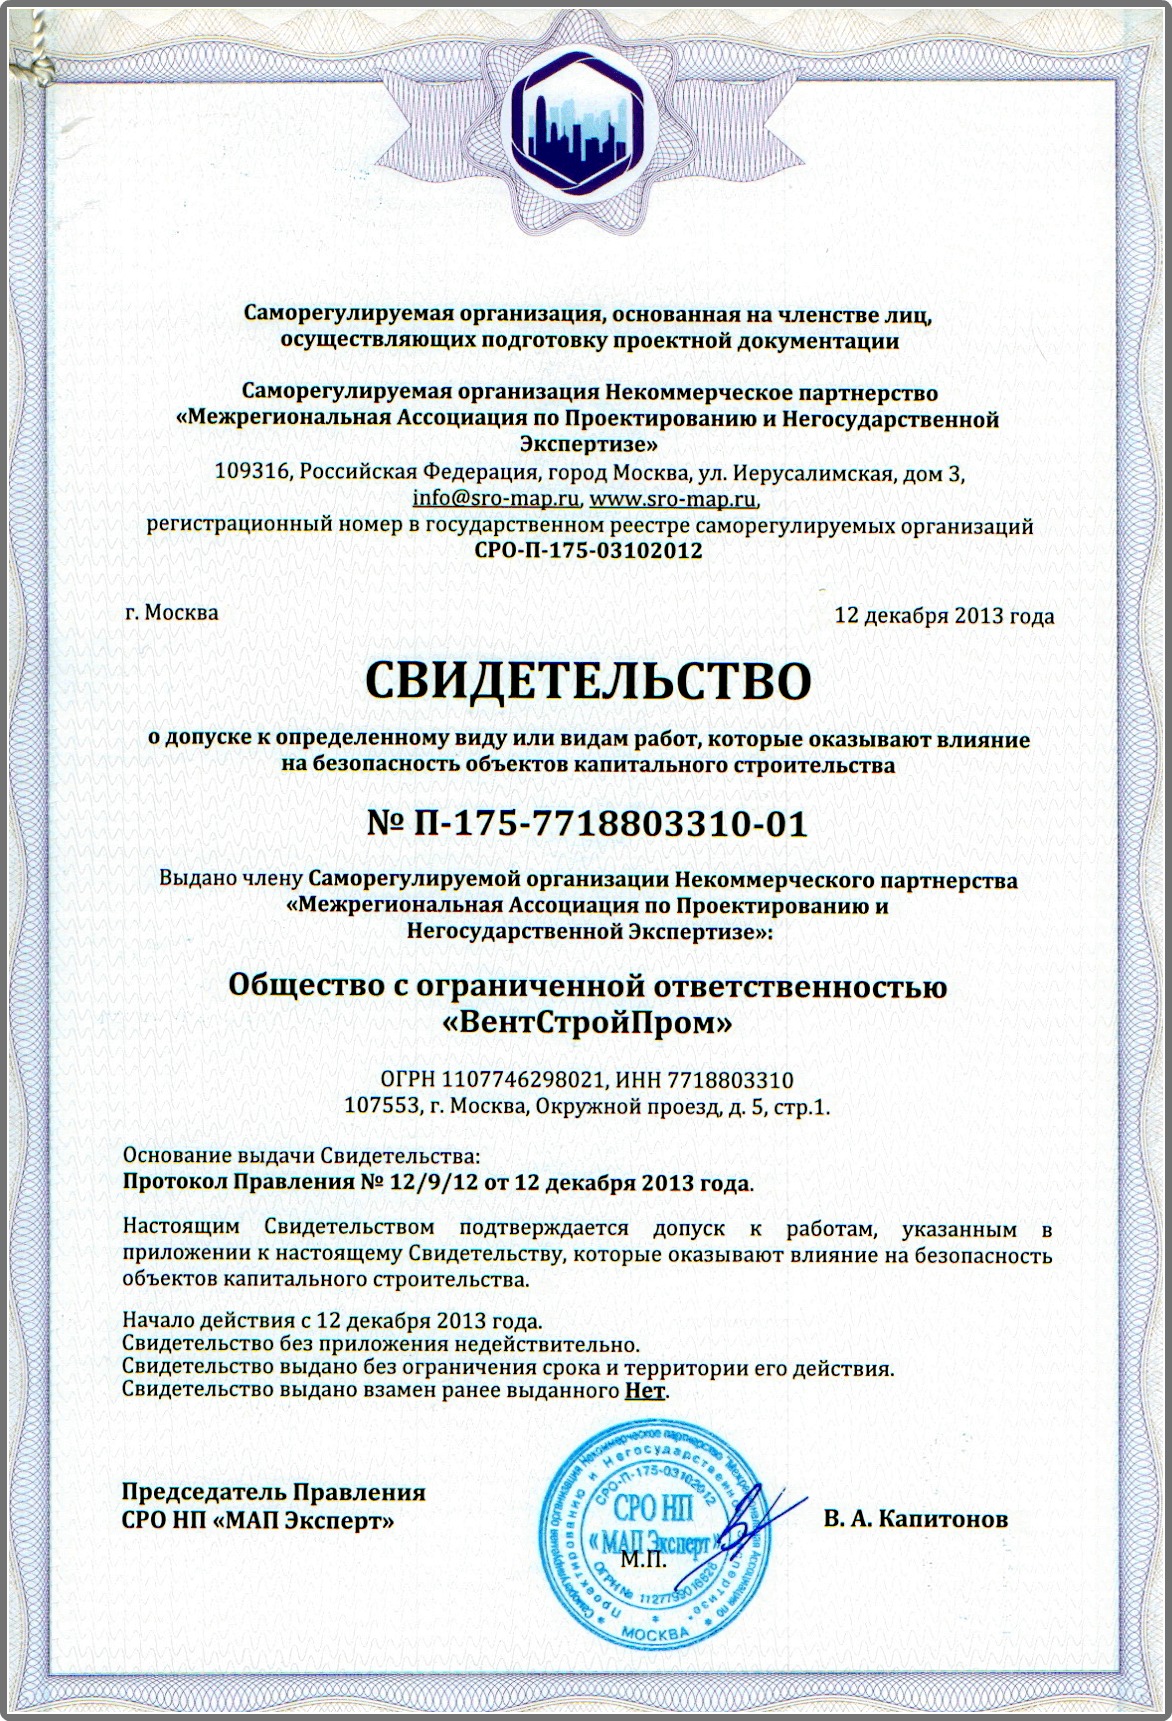 Саморегулируемая организация, основанная на членстве лиц,
осуществляющих подготовку проектной документации
Саморегулируемая организация Некоммерческое партнерство
«Межрегиональная Ассоциация по Проектированию и Негосударственной
Экспертизе»
109316, Российская Федерация, город Москва, ул. Иерусалимская, дом 3,
info@sro-map.ru, www.sro-map.ru,
регистрационный номер в государственном реестре саморегулируемых организаций
СРО-П-175-03102012
г. Москва
12 декабря 2013 года
СВИДЕТЕЛЬСТВО
о допуске к определенному виду или видам работ, которые оказывают влияние
на безопасность объектов капитального строительства
№ П-175-7718803310-01
Выдано члену Саморегулируемой организации Некоммерческого партнерства
«Межрегиональная Ассоциация по Проектированию и
Негосударственной Экспертизе»:
Общество с ограниченной ответственностью
«ВентСтройПром»
ОГРН 1107746298021, ИНН 7718803310
107553, г. Москва, Окружной проезд, д. 5, стр.1.
Основание выдачи Свидетельства:
Протокол Правления № 12/9/12 от 12 декабря 2013 года.
Настоящим Свидетельством подтверждается допуск к работам, указанным в
приложении к настоящему Свидетельству, которые оказывают влияние на безопасность
объектов капитального строительства.
Начало действия с 12 декабря 2013 года.
Свидетельство без приложения недействительно.
Свидетельство выдано без ограничения срока и территории его действия.
Свидетельство выдано взамен ранее выданного Нет.
Председатель Правления
СРО НП «МАП Эксперт»
В. А. Капитонов
Саморегулируемая организация Некоммерческое партнерство "Межрегиональная Ассоциация по
Проектированию и Негосударственной Экспертизе"
СРО-П-175-03102012
СРО НП
«МАП Эксперт»
М.П.
ОГРН №
МОСКВА